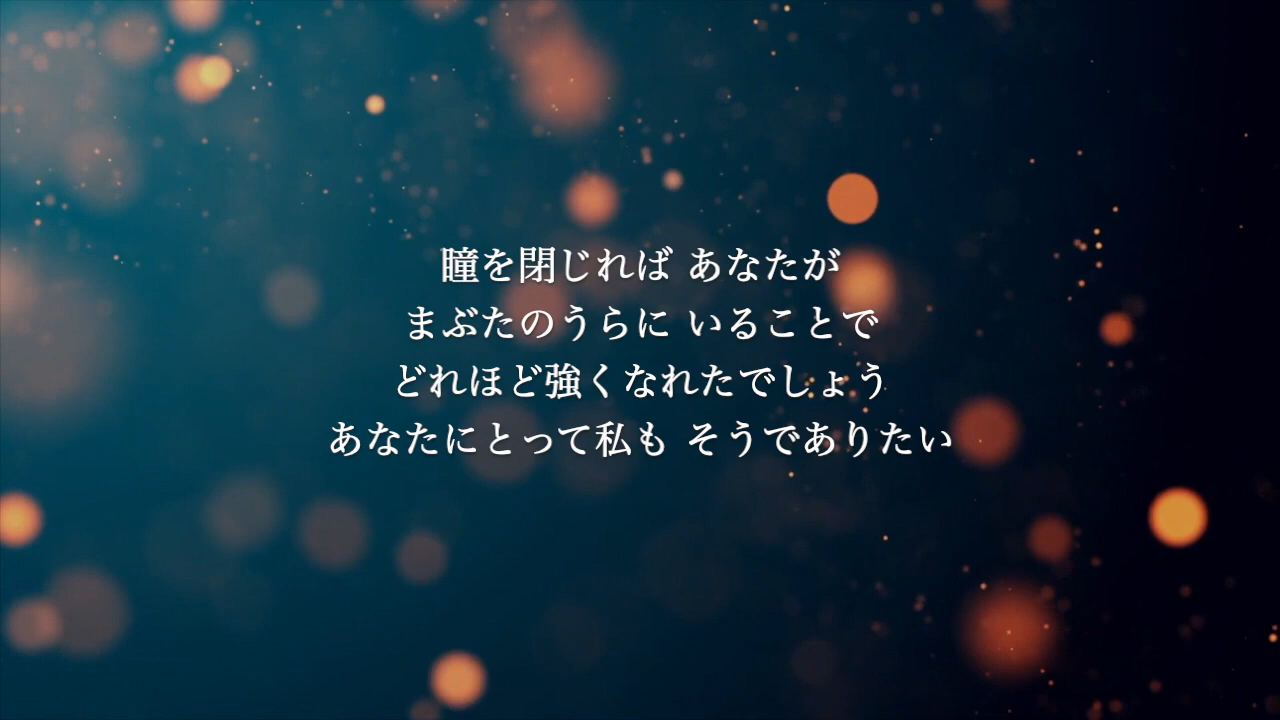 瞳を閉じれば あなたが
まぶたのうらに いることで
どれほど強くなれたでしょう
あなたにとって私も そうでありたい